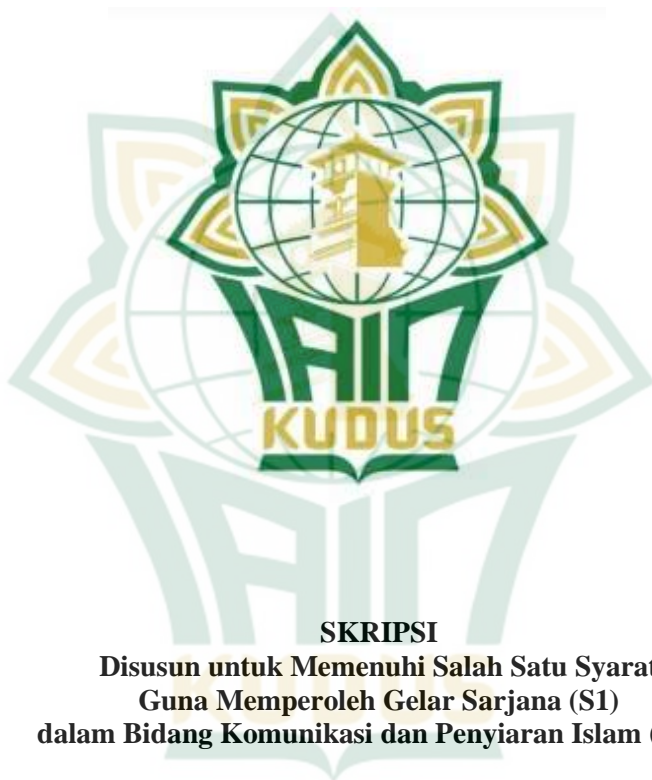 IAIN
KUDUS
SKRIPSI
Disusun untuk Memenuhi Salah Satu Syarat
Guna Memperoleh Gelar Sarjana (S1)
dalam Bidang Komunikasi dan Penyiaran Islam (